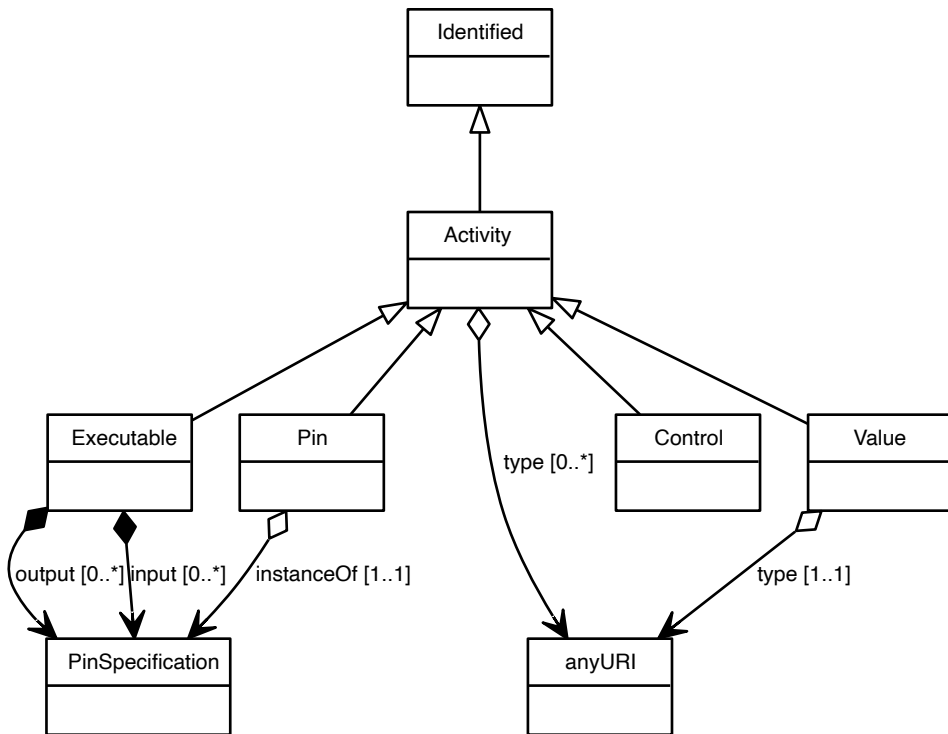 Identified
Activity
Executable
Pin
Control
Value
type [0..*]
output [0..*]
input [0..*]
instanceOf [1..1]
type [1..1]
PinSpecification
anyURI